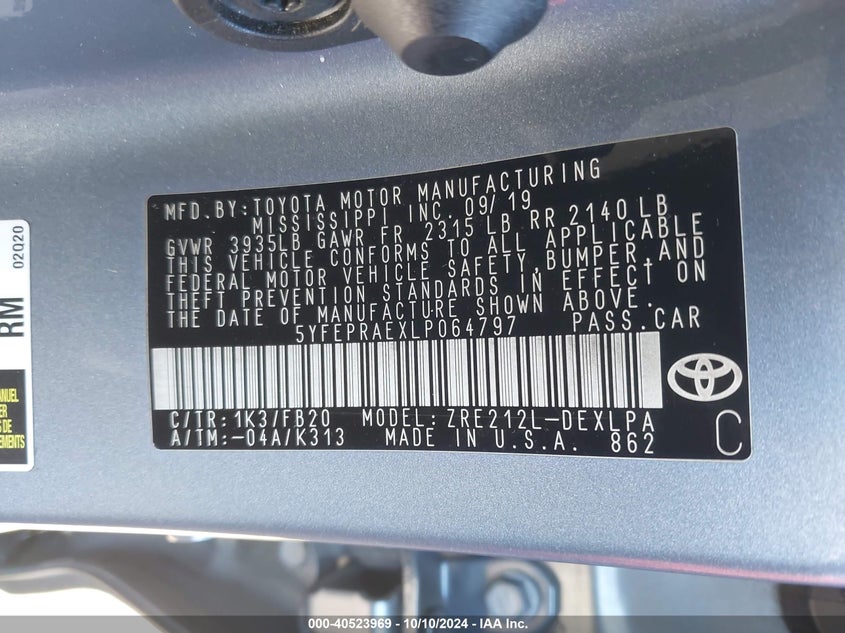 MFD. BY: TOYOTA MOTOR MANUFACTURING
MISSISSIPPI INC. 09/19
GVWR 3935LB GAWR FR 2315 LB RR 2140 LB
THIS VEHICLE CONFORMS TO ALL APPLICABLE
FEDERAL MOTOR VEHICLE SAFETY, BUMPER, AND
THEFT PREVENTION STANDARDS IN EFFECT ON
THE DATE OF MANUFACTURE SHOWN ABOVE.
5YFEPRAEXLP064797 PASS. CAR
C/TR: 1K3/FB20 MODEL: ZRE212L-DEXLPA
A/TM: -04A/K313 MADE IN U.S.A. 862
C
RM 02020
000-40523969 - 10/10/2024 - IAA Inc.